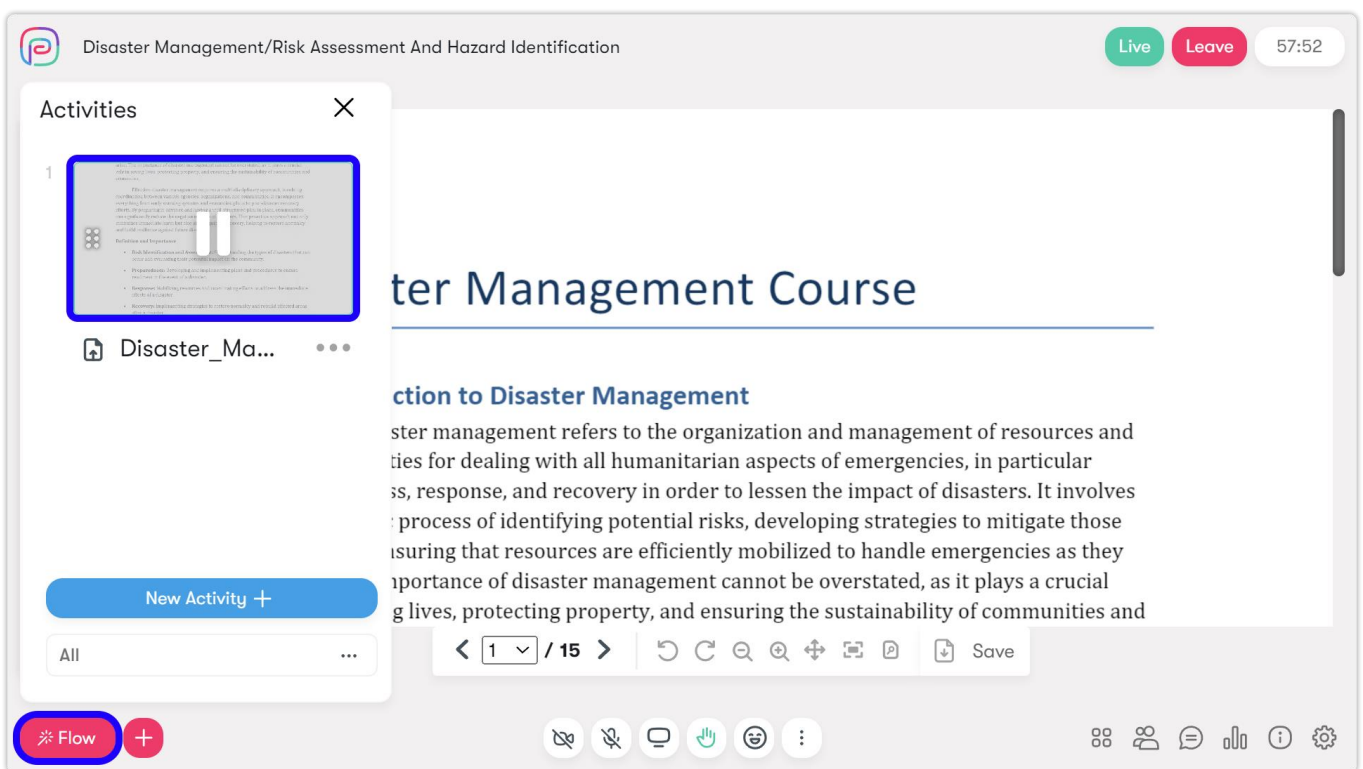 Disaster Management/Risk Assessment And Hazard Identification
Live
Leave
57:52
Activities
1
Disaster_Ma...
New Activity +
All
ter Management Course
ction to Disaster Management
ster management refers to the organization and management of resources and
ties for dealing with all humanitarian aspects of emergencies, in particular
ss, response, and recovery in order to lessen the impact of disasters. It involves
process of identifying potential risks, developing strategies to mitigate those
nsuring that resources are efficiently mobilized to handle emergencies as they
mportance of disaster management cannot be overstated, as it plays a crucial
g lives, protecting property, and ensuring the sustainability of communities and
1 / 15
Save
Flow